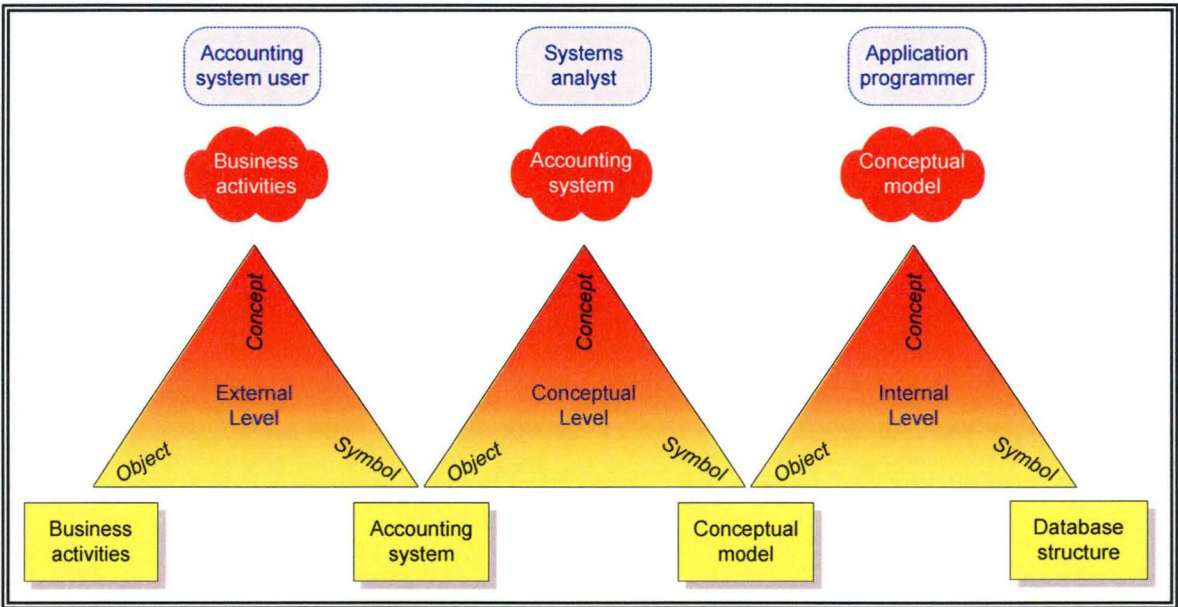 Accounting
system user
Systems
analyst
Application
programmer
Business
activities
Accounting
system
Conceptual
model
Concept
External
Level
Object
Symbol
Concept
Conceptual
Level
Object
Symbol
Concept
Internal
Level
Object
Symbol
Business
activities
Accounting
system
Conceptual
model
Database
structure